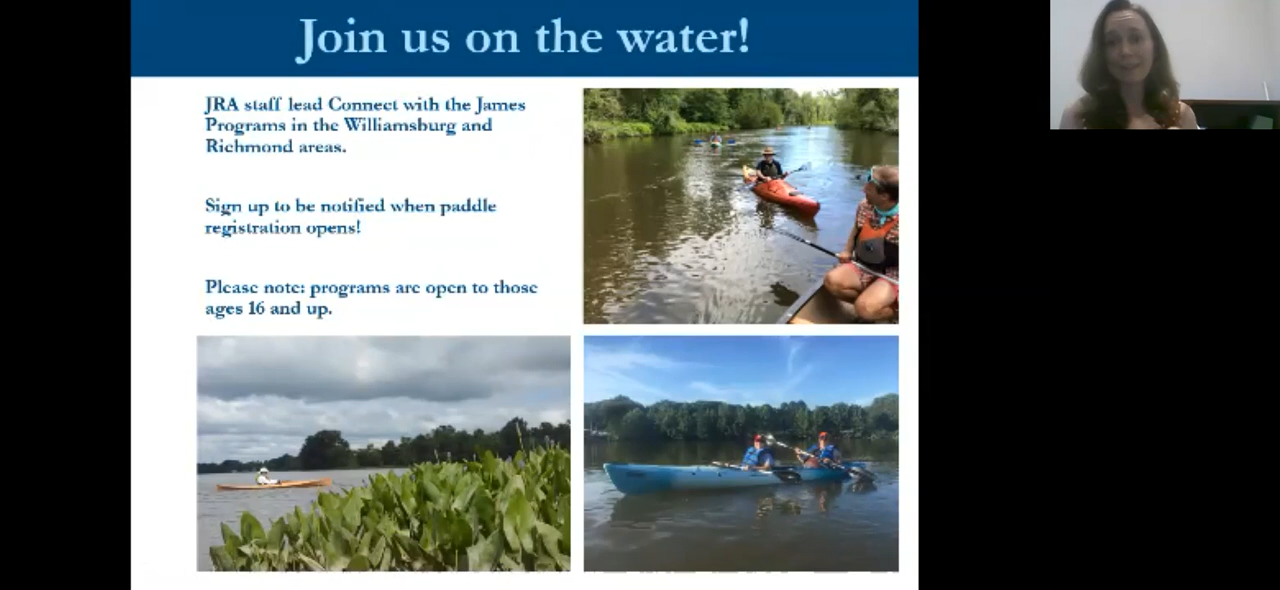 Join us on the water!
JRA staff lead Connect with the James
Programs in the Williamsburg and
Richmond areas.
Sign up to be notified when paddle
registration opens!
Please note: programs are open to those
ages 16 and up.